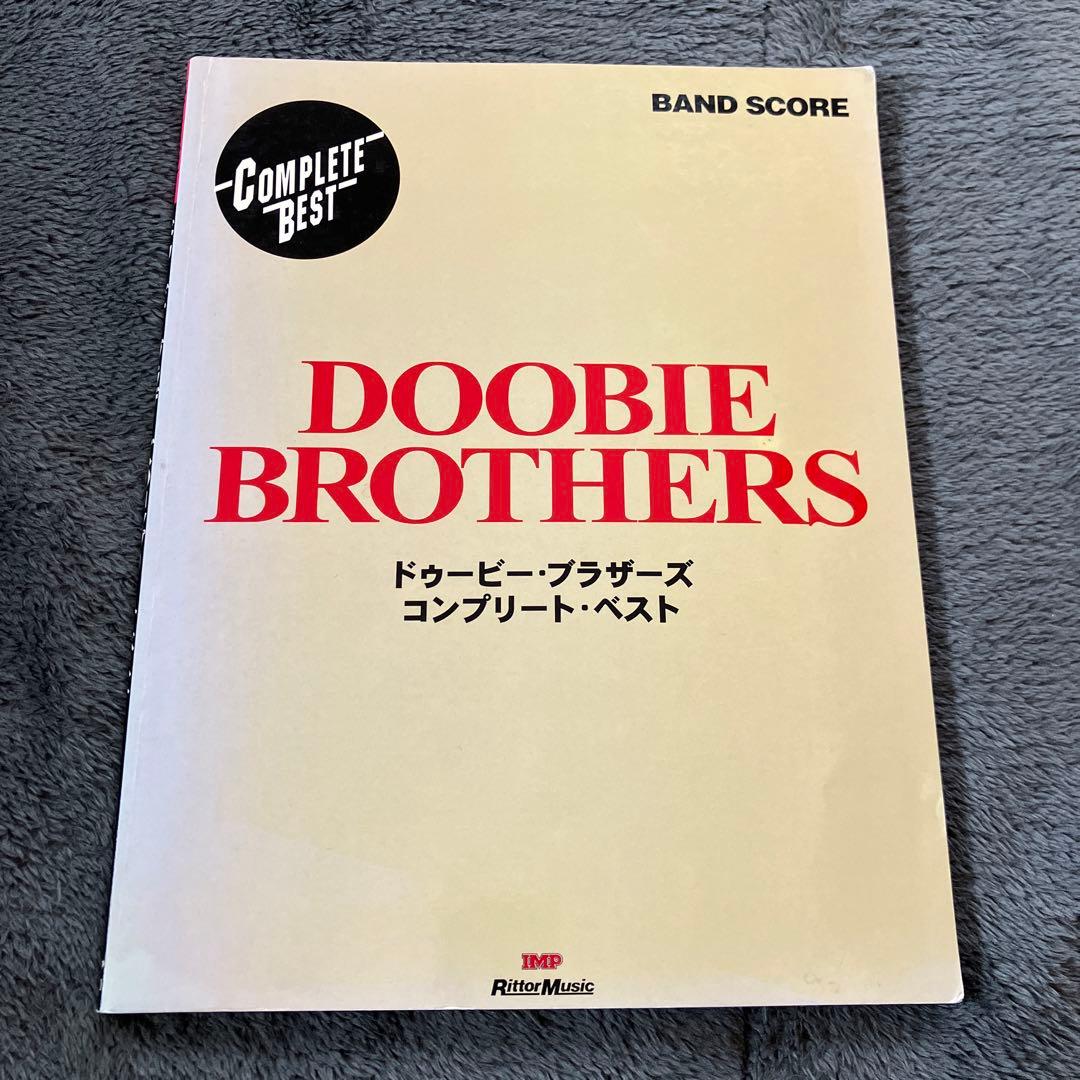 BAND SCORE
COMPLETE
BEST
DOOBIE
BROTHERS
ドゥービー・ブラザーズ
コンプリート・ベスト
IMP
RittorMusic